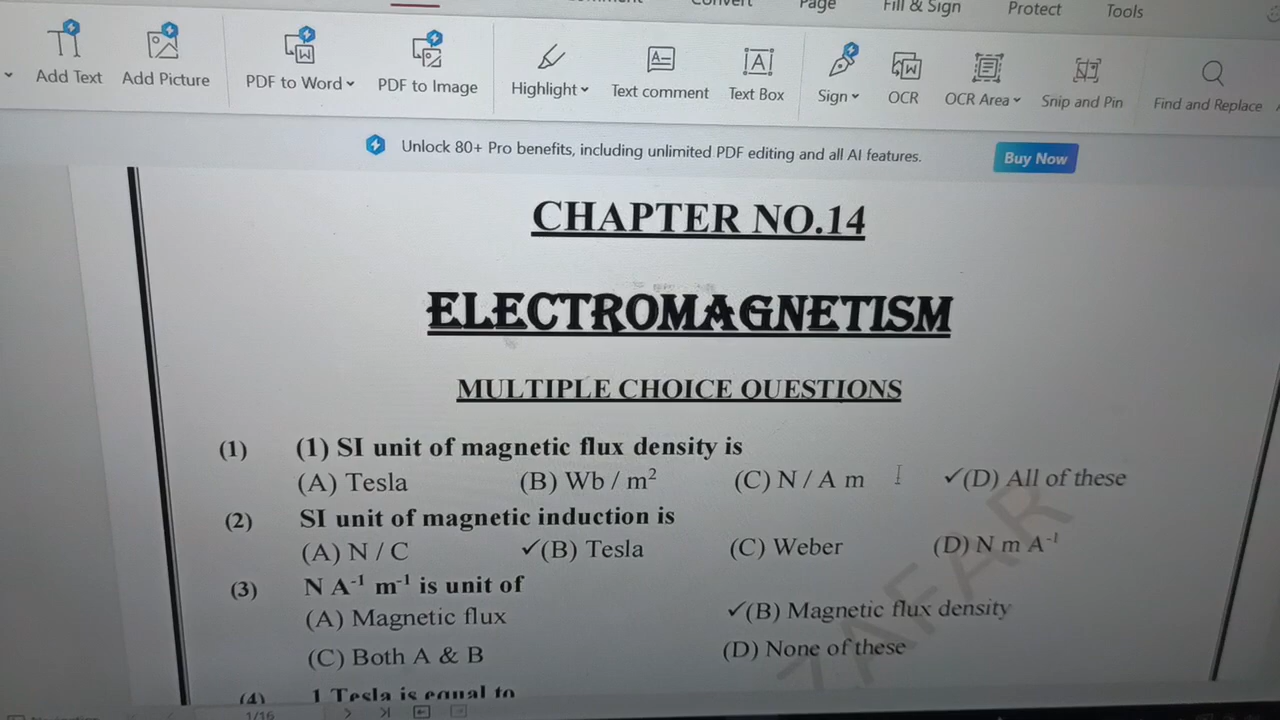 Convert
Page
Fill & Sign
Protect
Tools
Add Text
Add Picture
PDF to Word
PDF to Image
Highlight
Text comment
Text Box
Sign
OCR
OCR Area
Snip and Pin
Find and Replace
Unlock 80+ Pro benefits, including unlimited PDF editing and all AI features.
Buy Now
CHAPTER NO.14
ELECTROMAGNETISM
MULTIPLE CHOICE QUESTIONS
(1) (1) SI unit of magnetic flux density is
(A) Tesla (B) Wb / m² (C) N / A m ✓(D) All of these
(2) SI unit of magnetic induction is
(A) N / C ✓(B) Tesla (C) Weber (D) N m A⁻¹
(3) N A⁻¹ m⁻¹ is unit of
(A) Magnetic flux ✓(B) Magnetic flux density
(C) Both A & B (D) None of these
ZAFAR
(4) 1 Tesla is equal to
1/16